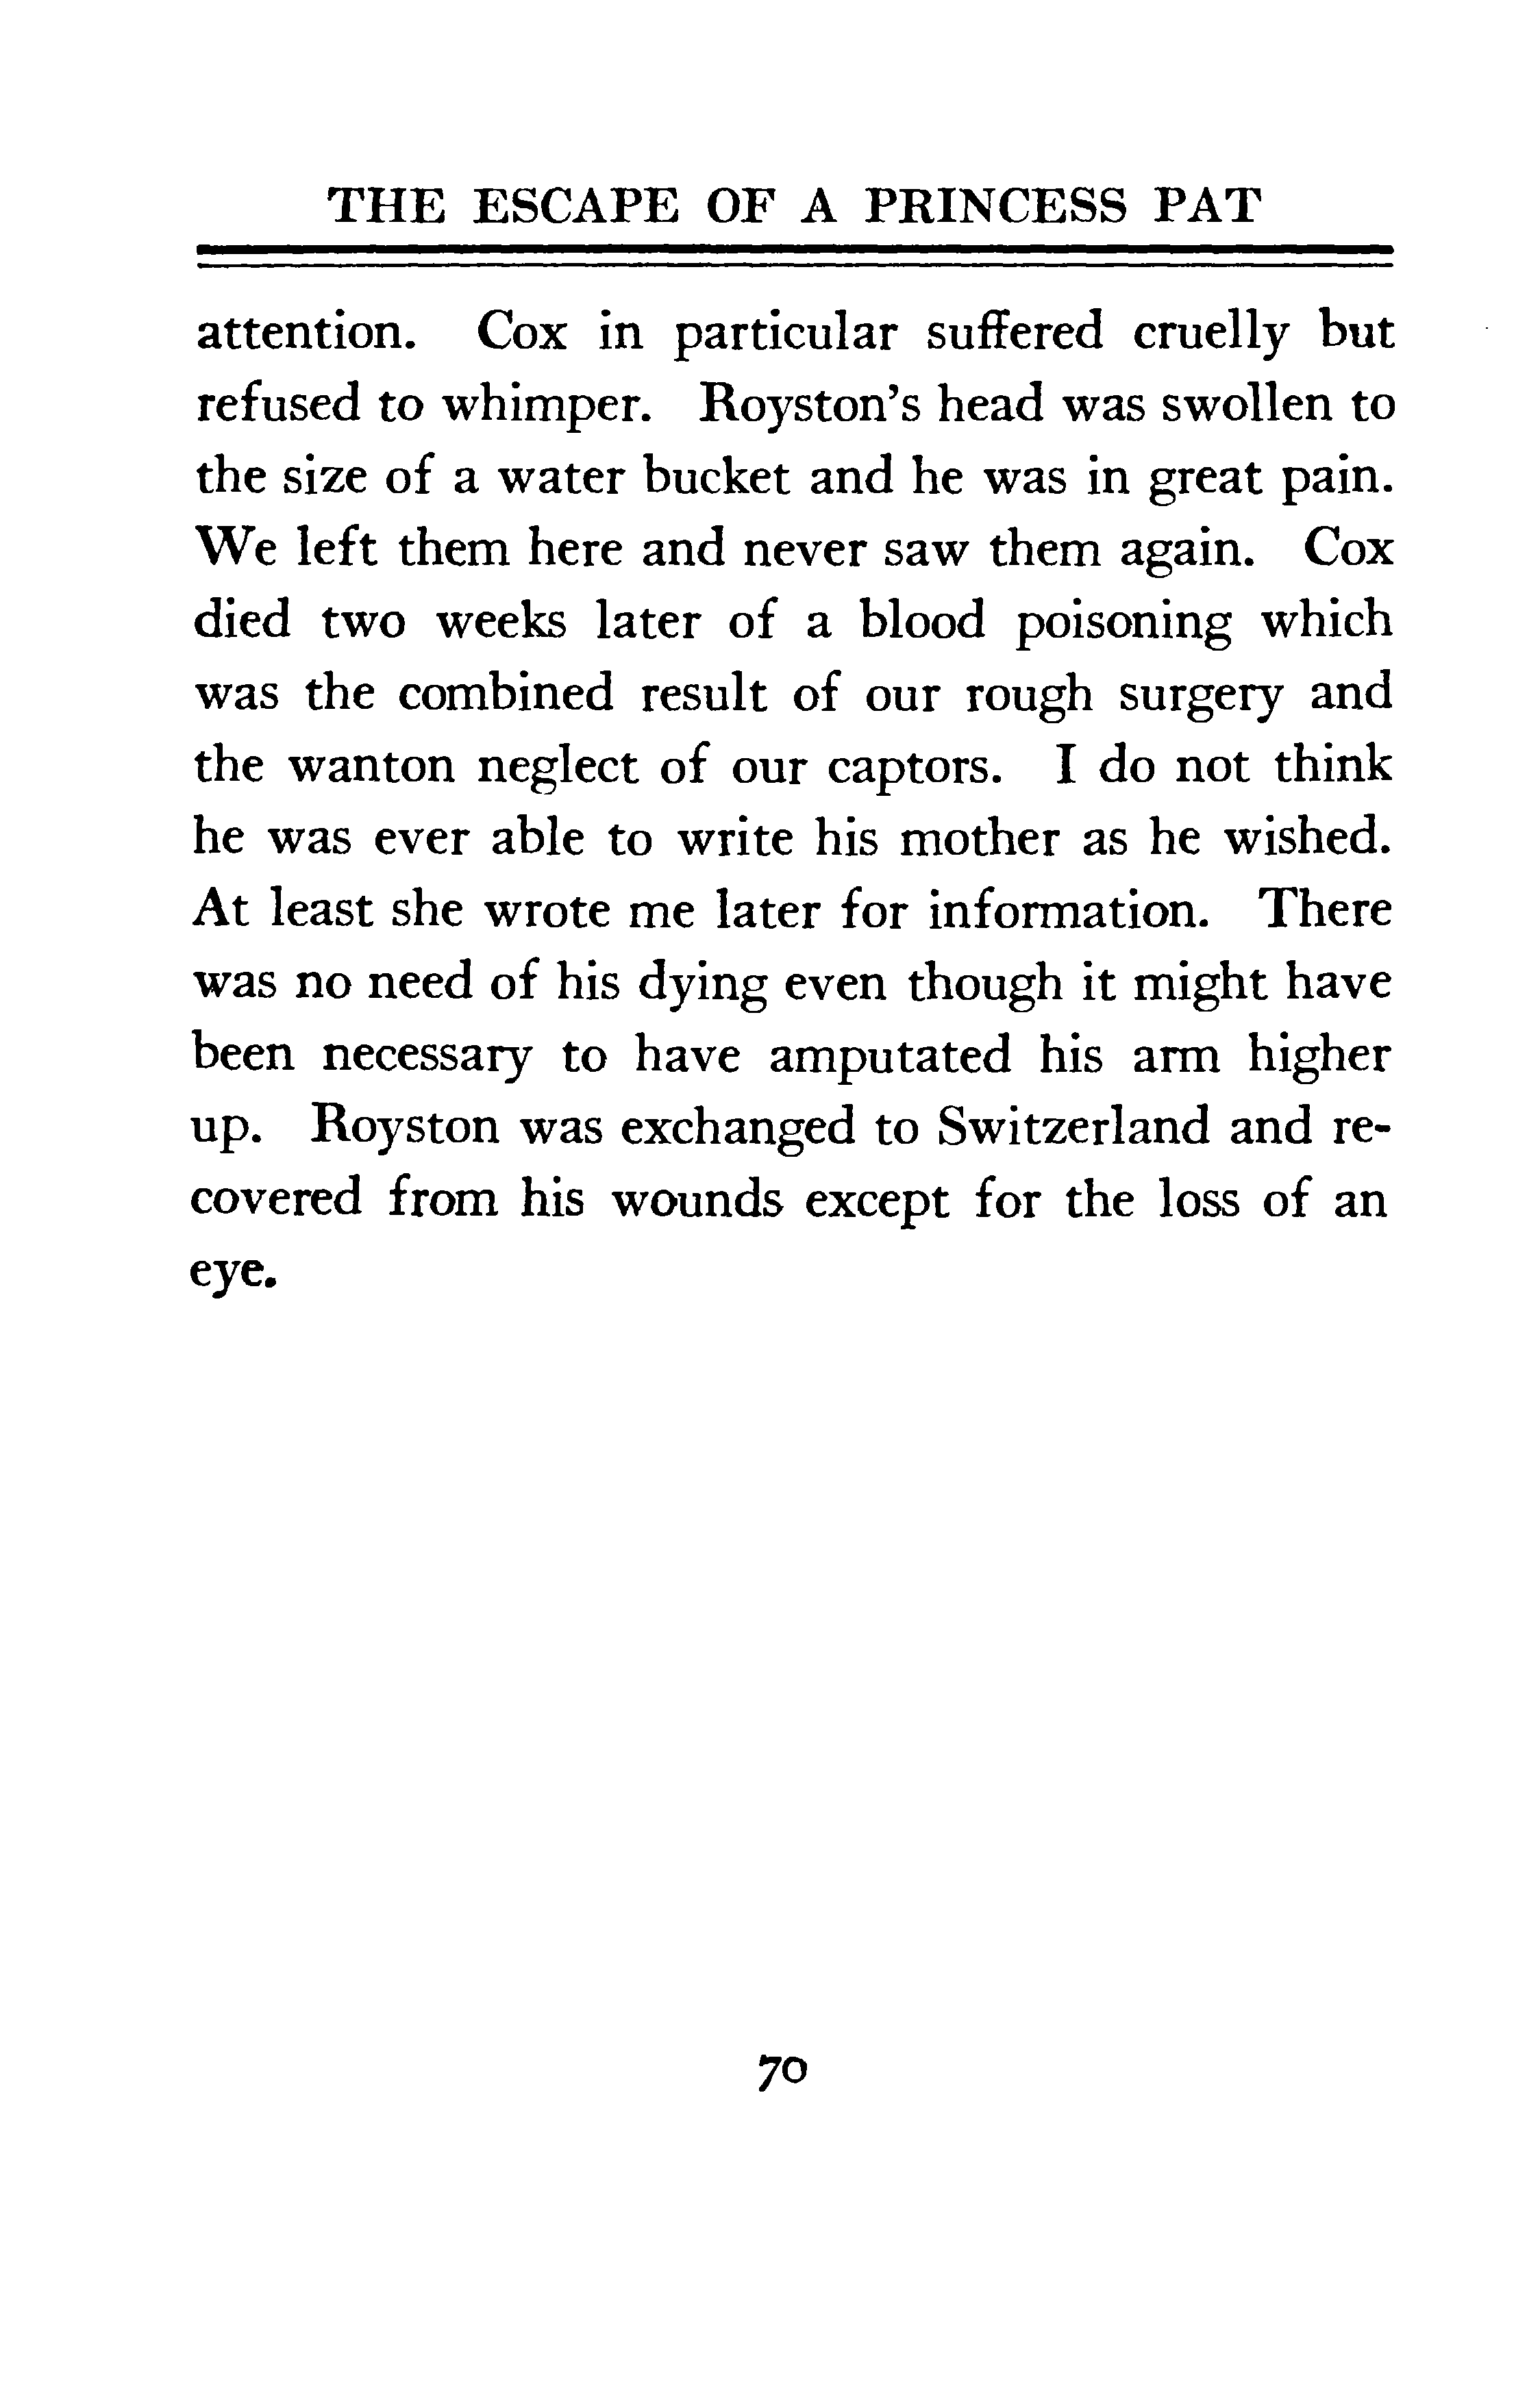 THE ESCAPE OF A PRINCESS PAT
attention. Cox in particular suffered cruelly but
refused to whimper. Royston's head was swollen to
the size of a water bucket and he was in great pain.
We left them here and never saw them again. Cox
died two weeks later of a blood poisoning which
was the combined result of our rough surgery and
the wanton neglect of our captors. I do not think
he was ever able to write his mother as he wished.
At least she wrote me later for information. There
was no need of his dying even though it might have
been necessary to have amputated his arm higher
up. Royston was exchanged to Switzerland and re-
covered from his wounds except for the loss of an
eye.
70